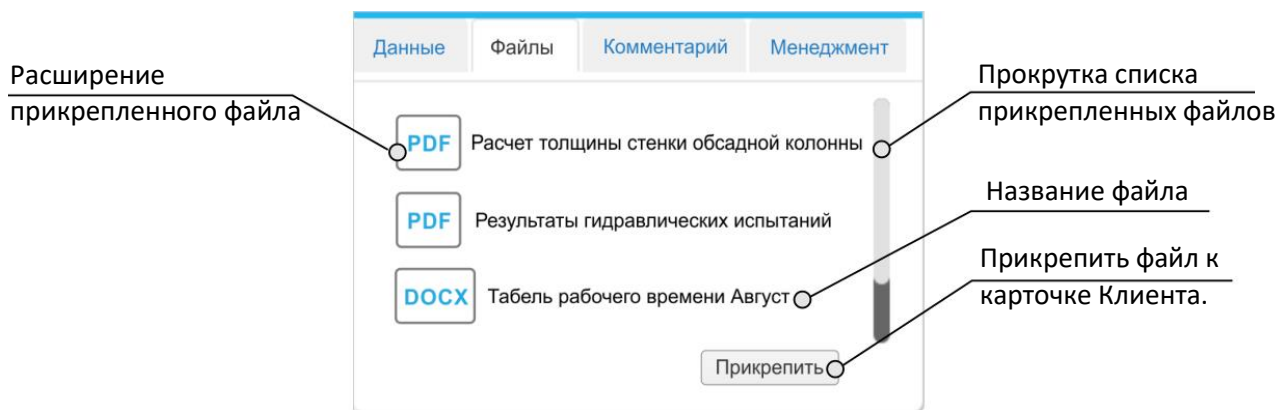 Данные Файлы Комментарий Менеджмент
Расширение
прикрепленного файла
Прокрутка списка
прикрепленных файлов
PDF Расчет толщины стенки обсадной колонны
Название файла
PDF Результаты гидравлических испытаний
Прикрепить файл к
карточке Клиента.
DOCX Табель рабочего времени Август
Прикрепить